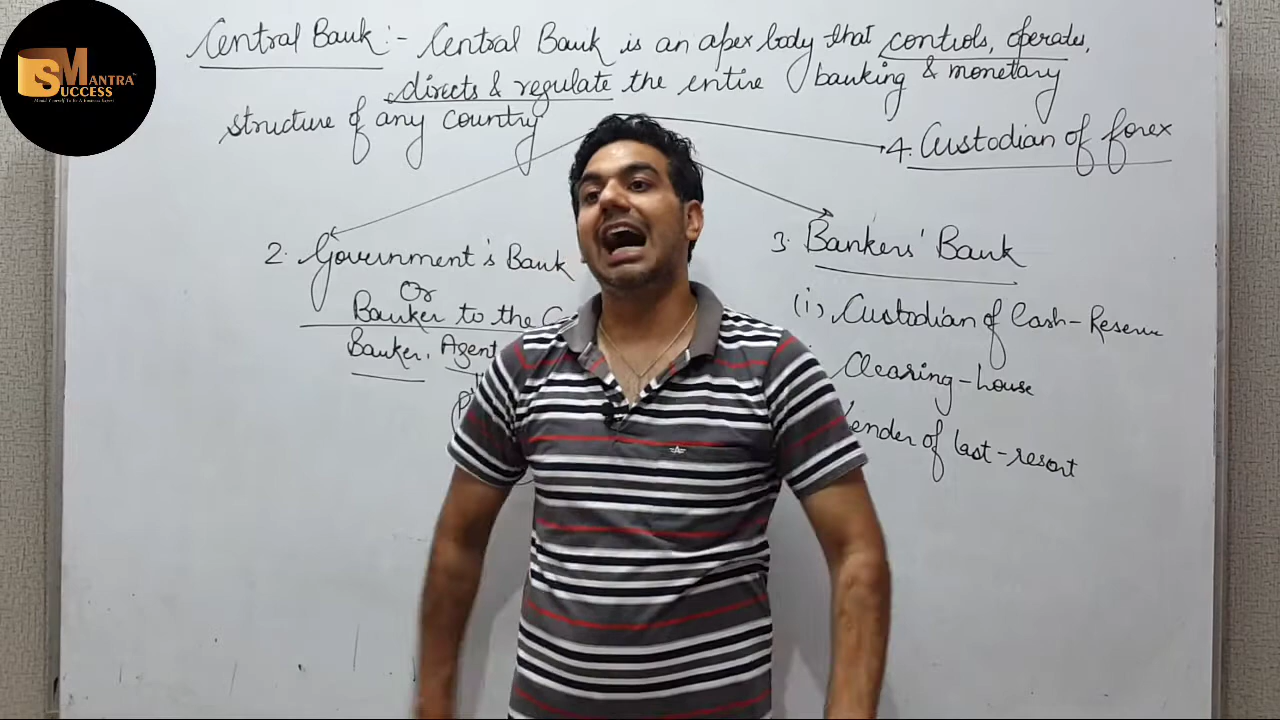 SUCCESS MANTRA
Central Bank :- Central Bank is an apex body that controls, operates,
directs & regulate the entire banking & monetary
structure of any country
4. Custodian of forex
2. Government's Bank
Or
Banker to the
Banker, Agent
3. Bankers' Bank
(i) Custodian of Cash-Reserve
Clearing-house
Lender of last-resort